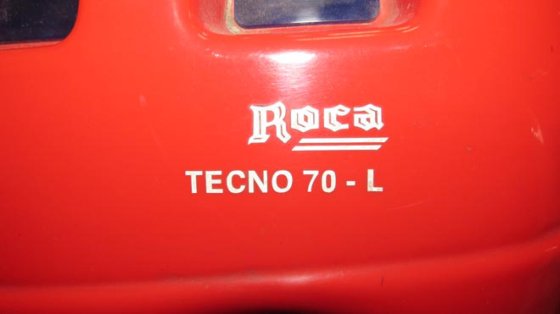 Roca
TECNO 70 - L